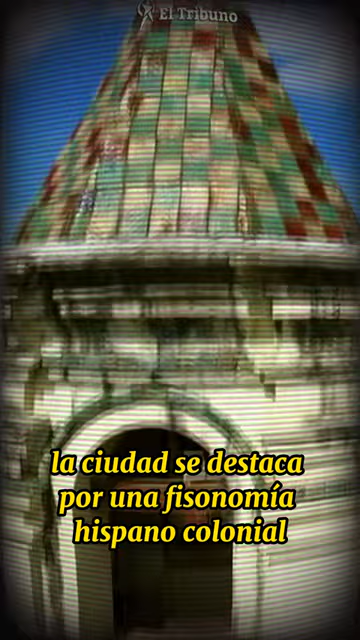 El Tribuno
la ciudad se destaca
por una fisonomía
hispano colonial